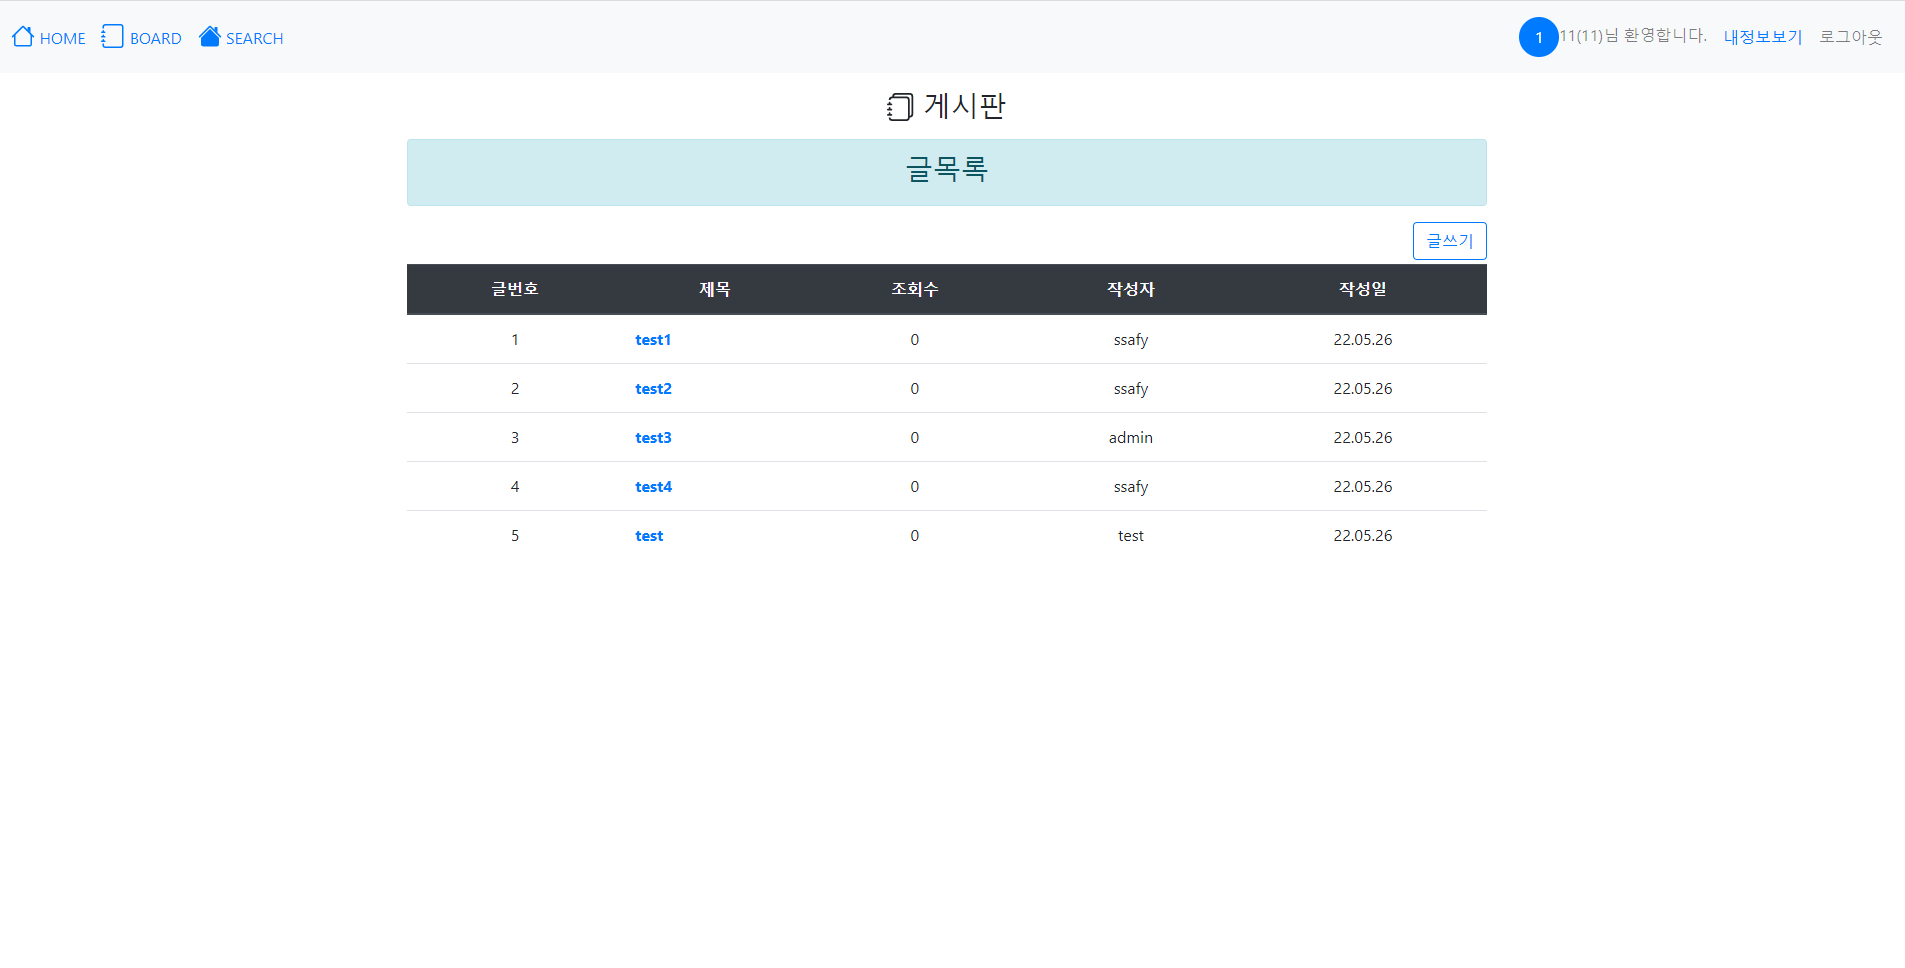 HOME BOARD SEARCH 1 11(11)님 환영합니다. 내정보보기 로그아웃
게시판
글목록
글쓰기
글번호 제목 조회수 작성자 작성일
1 test1 0 ssafy 22.05.26
2 test2 0 ssafy 22.05.26
3 test3 0 admin 22.05.26
4 test4 0 ssafy 22.05.26
5 test 0 test 22.05.26